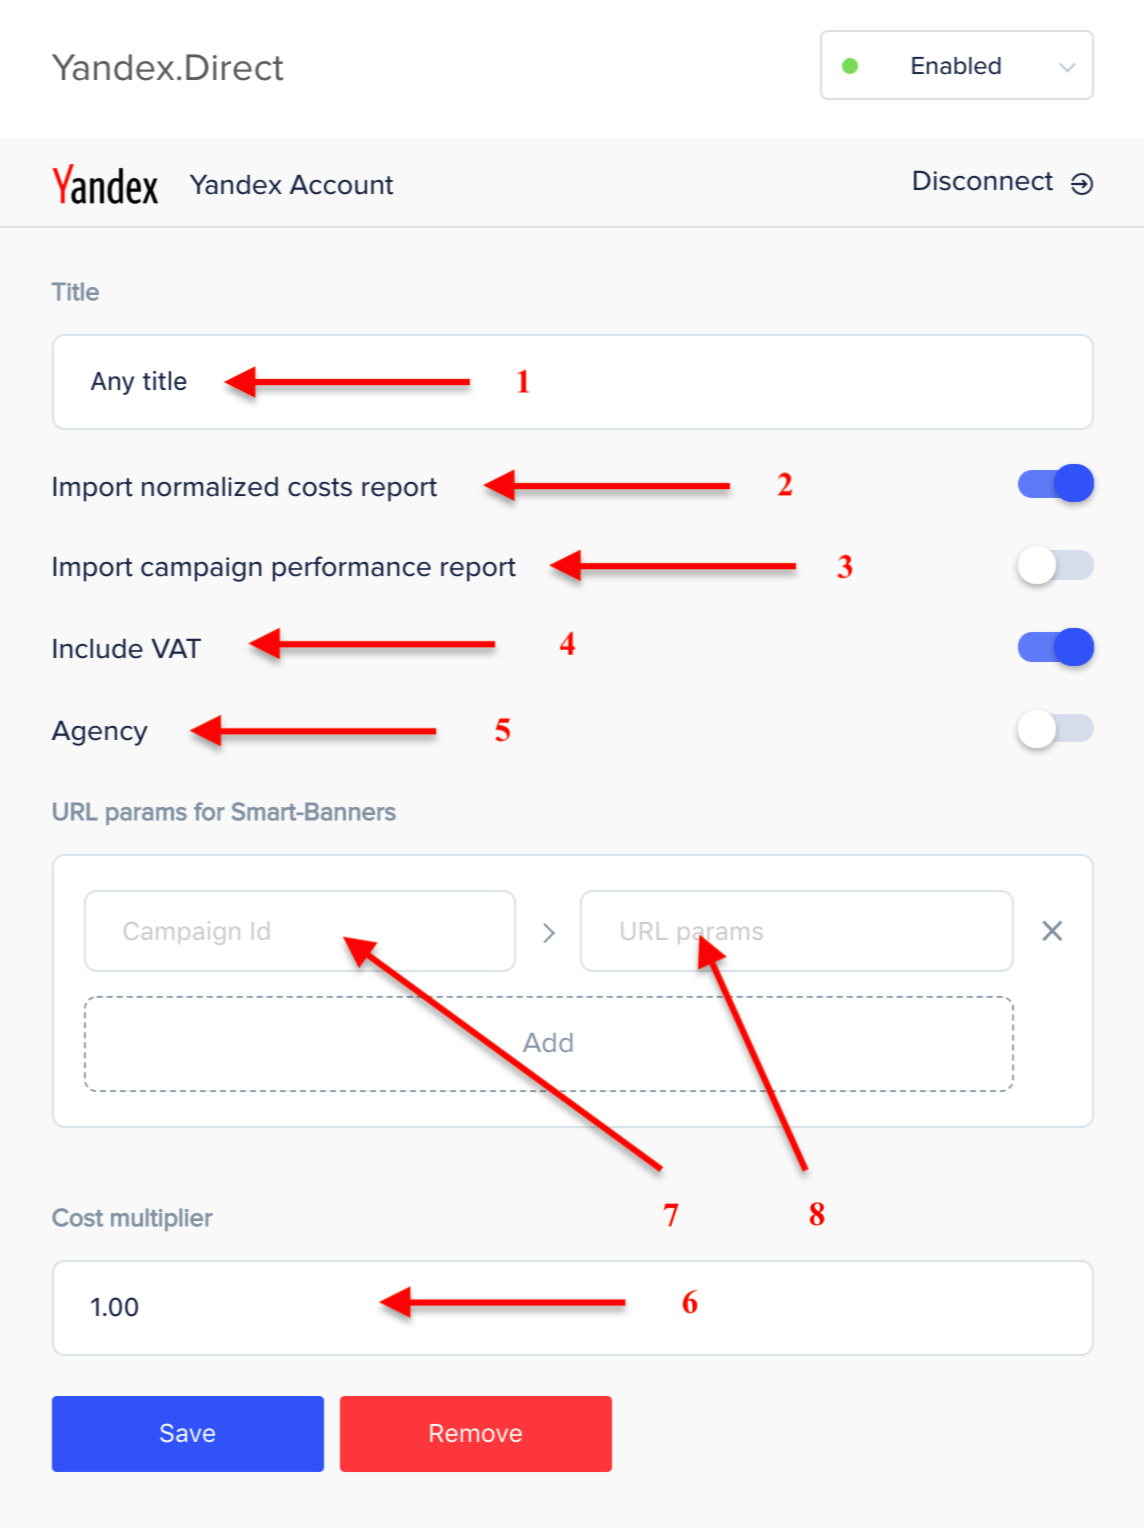 Yandex.Direct
Enabled
Yandex Yandex Account
Disconnect
Title
Any title 1
Import normalized costs report 2
Import campaign performance report 3
Include VAT 4
Agency 5
URL params for Smart-Banners
Campaign Id
URL params
Add
7 8
Cost multiplier
1.00 6
Save
Remove